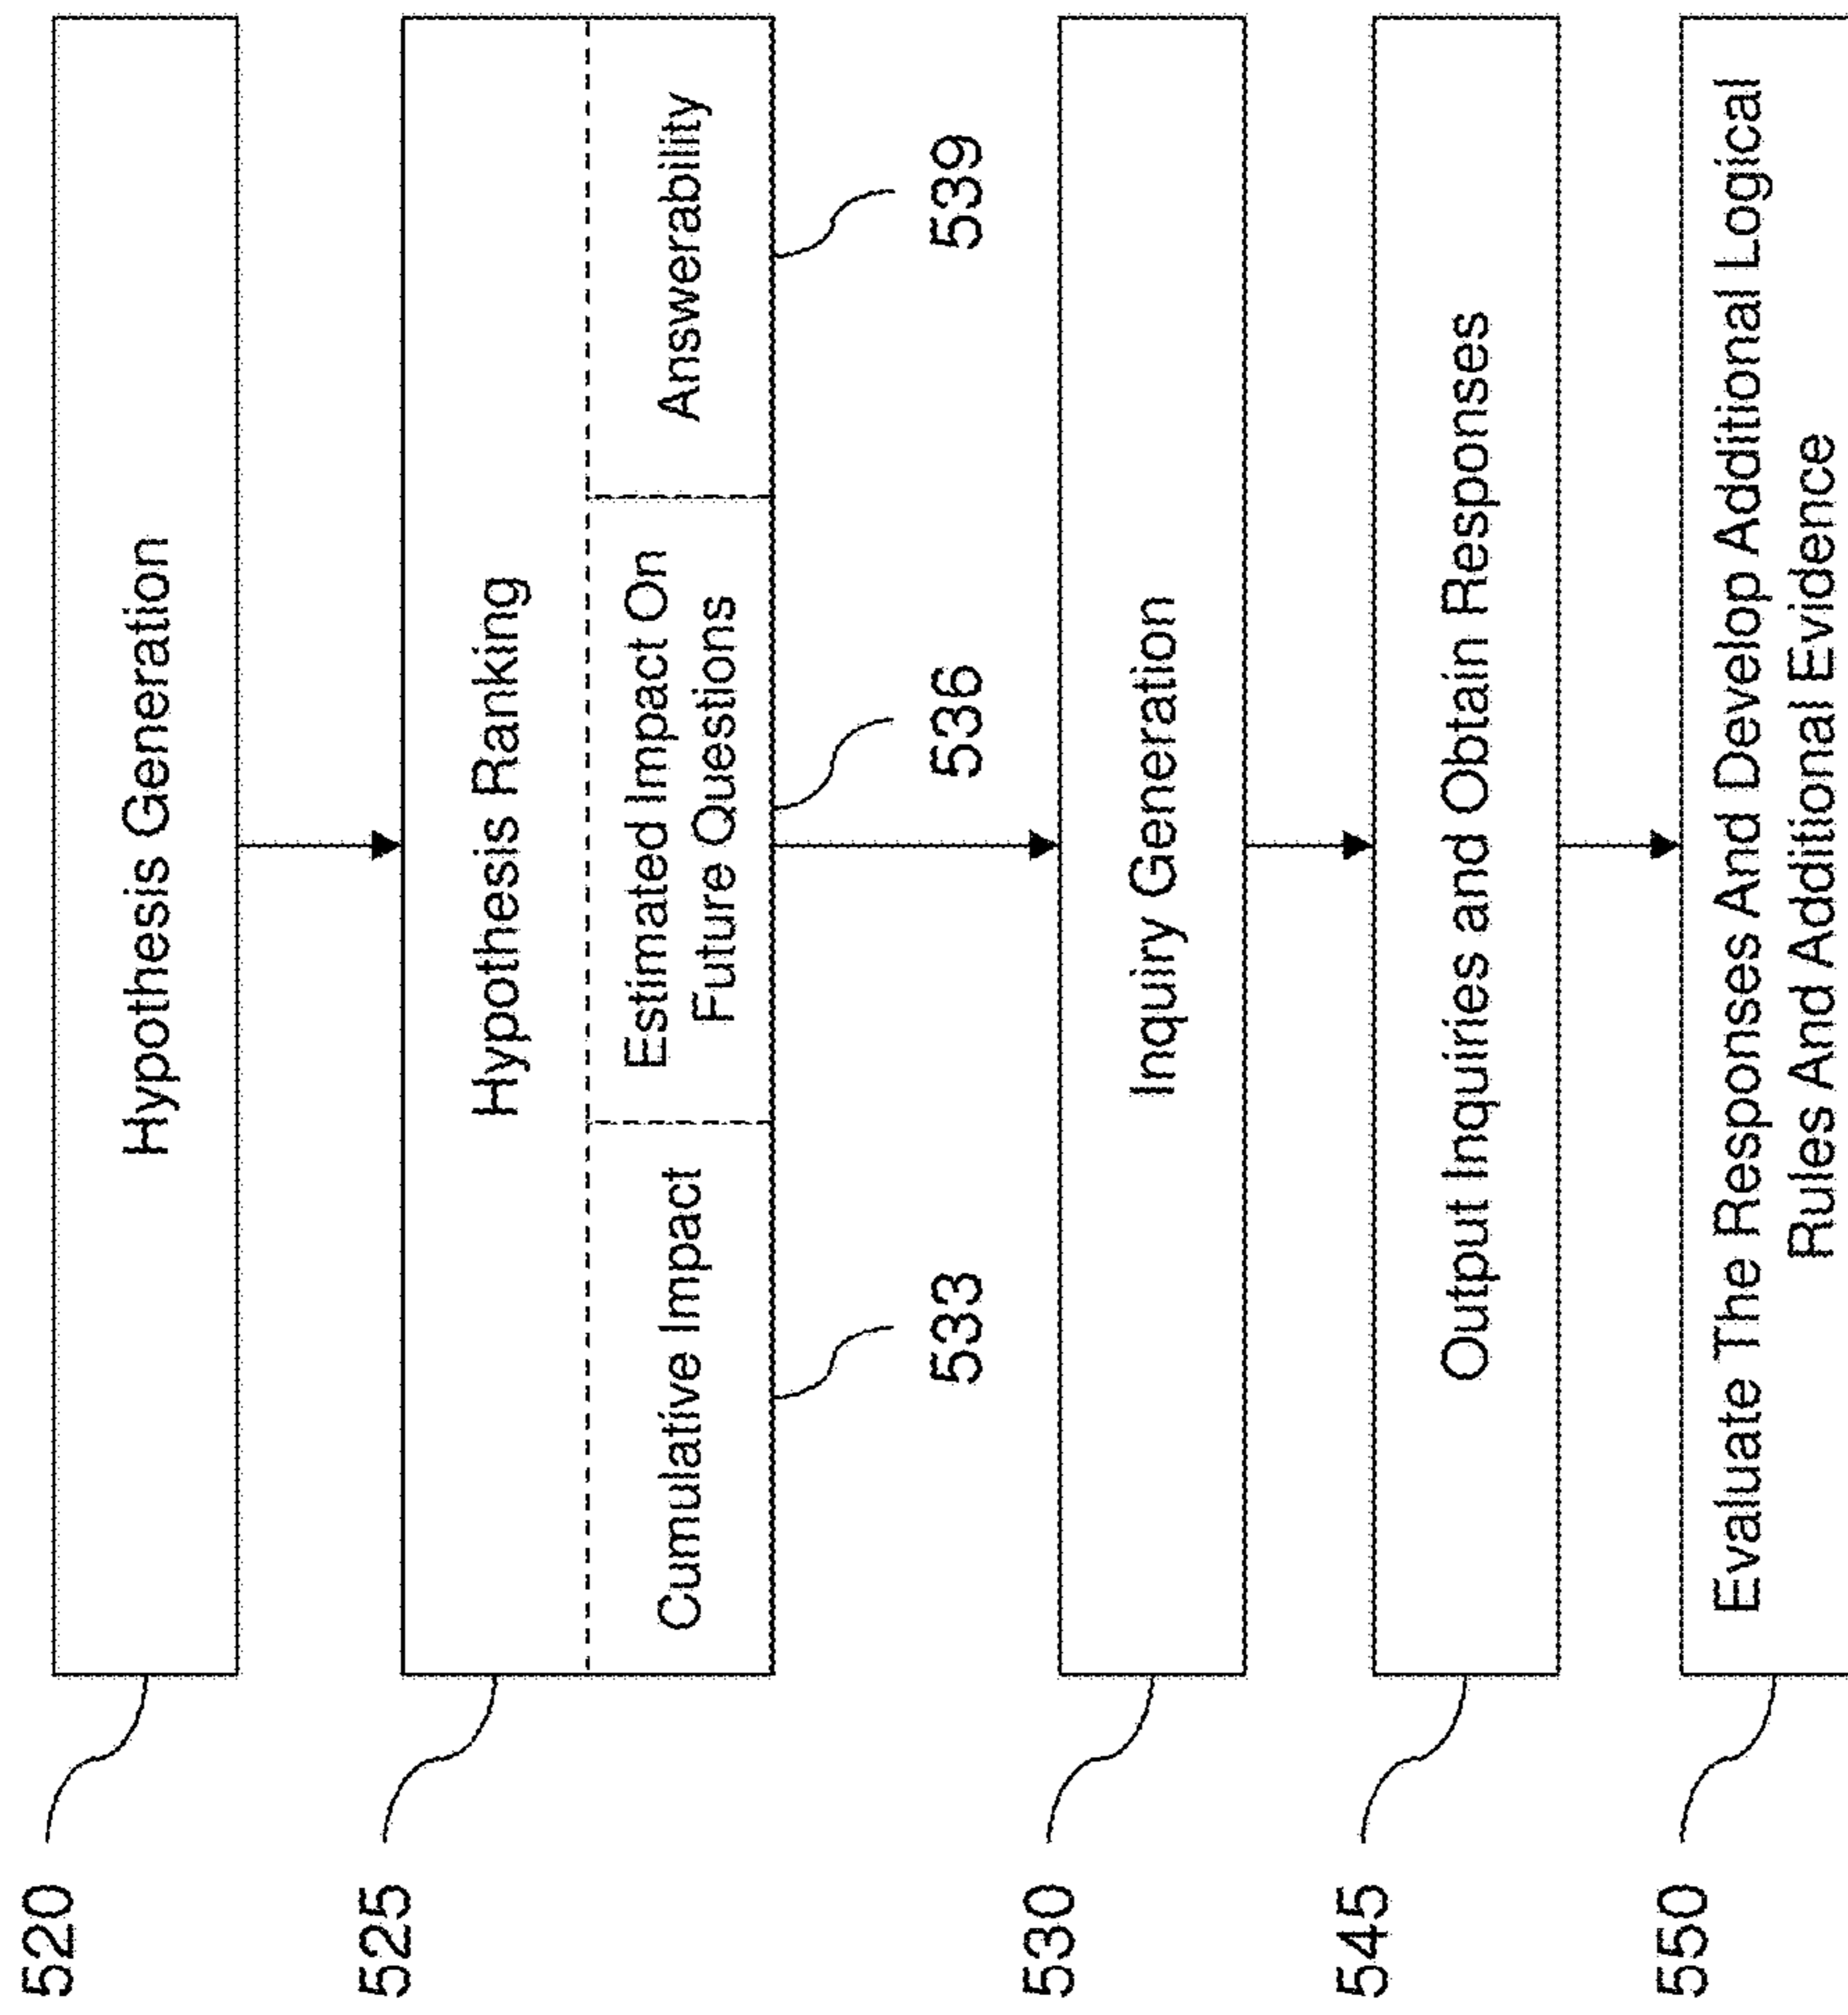 520
Hypothesis Generation
525
Hypothesis Ranking
Cumulative Impact
Estimated Impact On
Future Questions
Answerability
533
536
539
530
Inquiry Generation
545
Output Inquiries and Obtain Responses
550
Evaluate The Responses And Develop Additional Logical
Rules And Additional Evidence